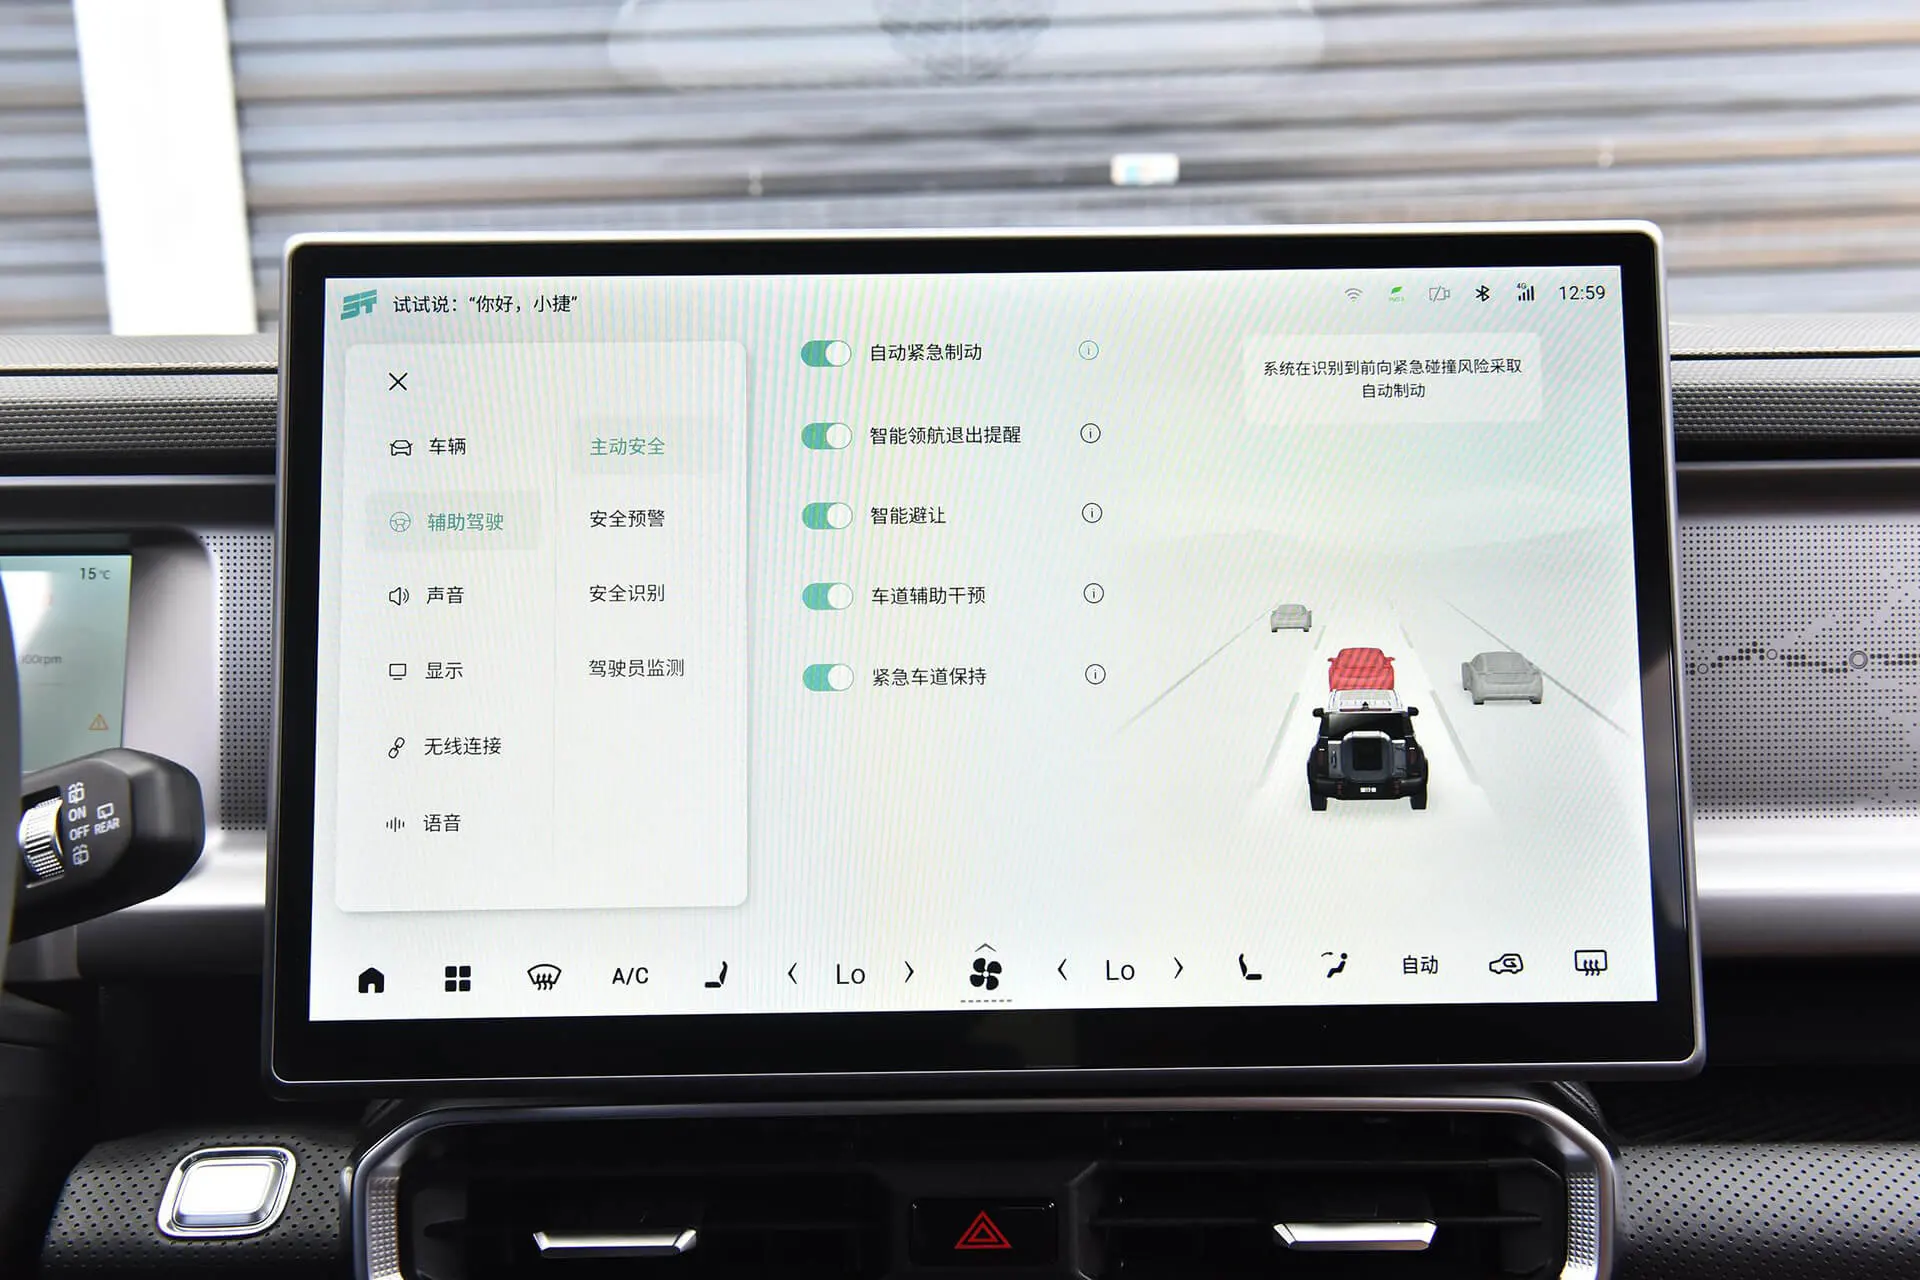 试试说：“你好，小捷”
4G
12:59
车辆
辅助驾驶
声音
显示
无线连接
语音
主动安全
安全预警
安全识别
驾驶员监测
自动紧急制动
智能领航退出提醒
智能避让
车道辅助干预
紧急车道保持
系统在识别到前向紧急碰撞风险采取
自动制动
A/C
Lo
Lo
自动
15℃
rpm
ON
OFF
REAR